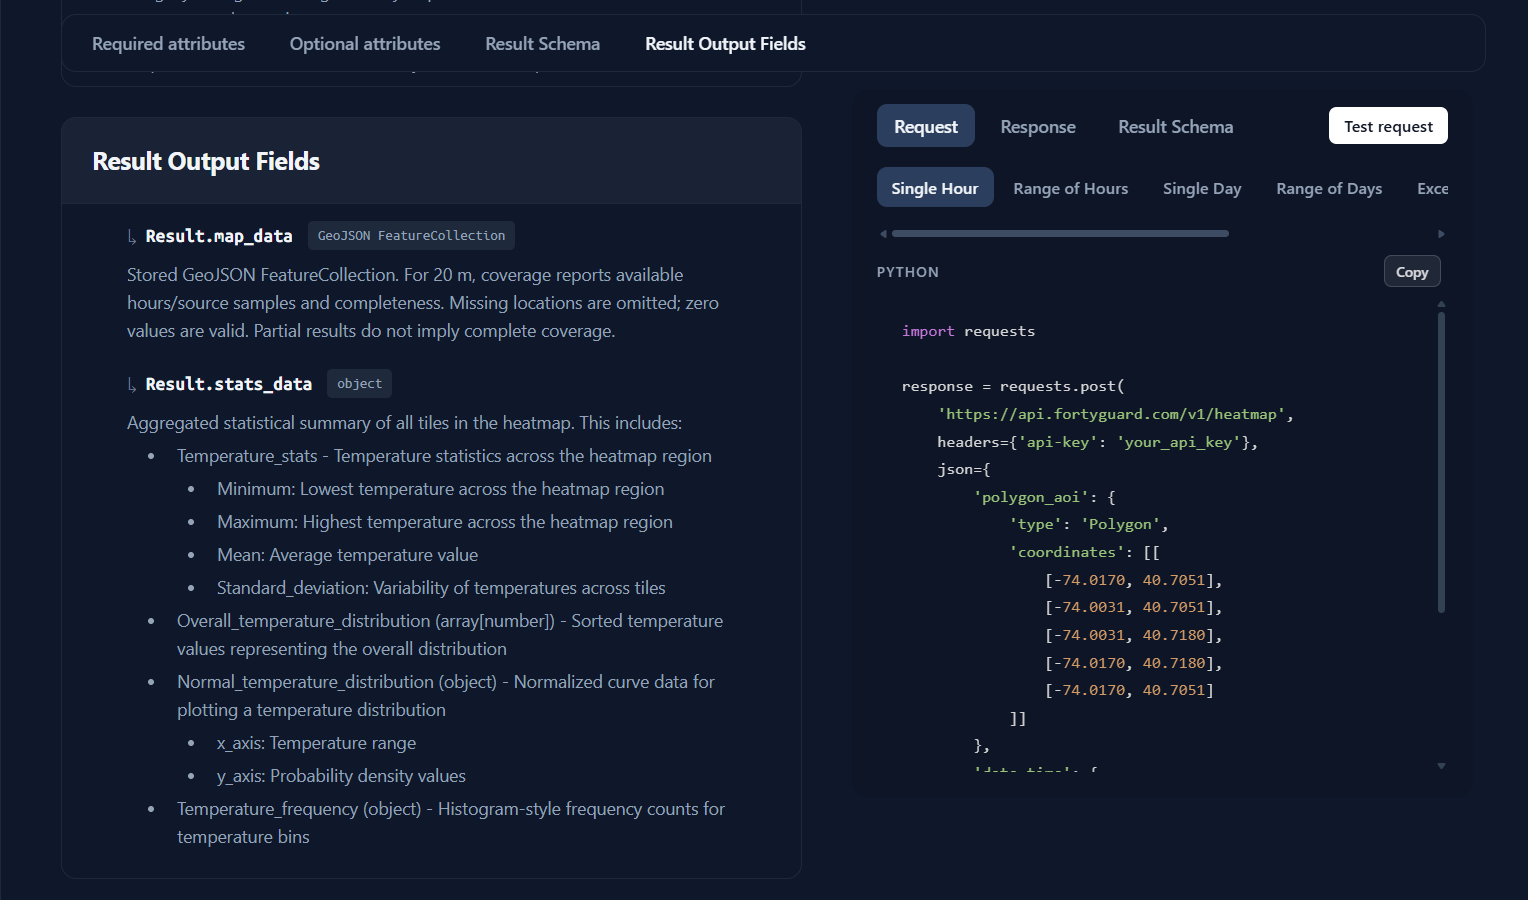 Required attributes
Optional attributes
Result Schema
Result Output Fields
Result Output Fields
↳ Result.map_data GeoJSON FeatureCollection
Stored GeoJSON FeatureCollection. For 20 m, coverage reports available
hours/source samples and completeness. Missing locations are omitted; zero
values are valid. Partial results do not imply complete coverage.
↳ Result.stats_data object
Aggregated statistical summary of all tiles in the heatmap. This includes:
• Temperature_stats - Temperature statistics across the heatmap region
• Minimum: Lowest temperature across the heatmap region
• Maximum: Highest temperature across the heatmap region
• Mean: Average temperature value
• Standard_deviation: Variability of temperatures across tiles
• Overall_temperature_distribution (array[number]) - Sorted temperature
values representing the overall distribution
• Normal_temperature_distribution (object) - Normalized curve data for
plotting a temperature distribution
• x_axis: Temperature range
• y_axis: Probability density values
• Temperature_frequency (object) - Histogram-style frequency counts for
temperature bins
Request
Response
Result Schema
Test request
Single Hour
Range of Hours
Single Day
Range of Days
Exce
PYTHON
Copy
import requests
response = requests.post(
'https://api.fortyguard.com/v1/heatmap',
headers={'api-key': 'your_api_key'},
json={
'polygon_aoi': {
'type': 'Polygon',
'coordinates': [[
[-74.0170, 40.7051],
[-74.0031, 40.7051],
[-74.0031, 40.7180],
[-74.0170, 40.7180],
[-74.0170, 40.7051]
]]
},